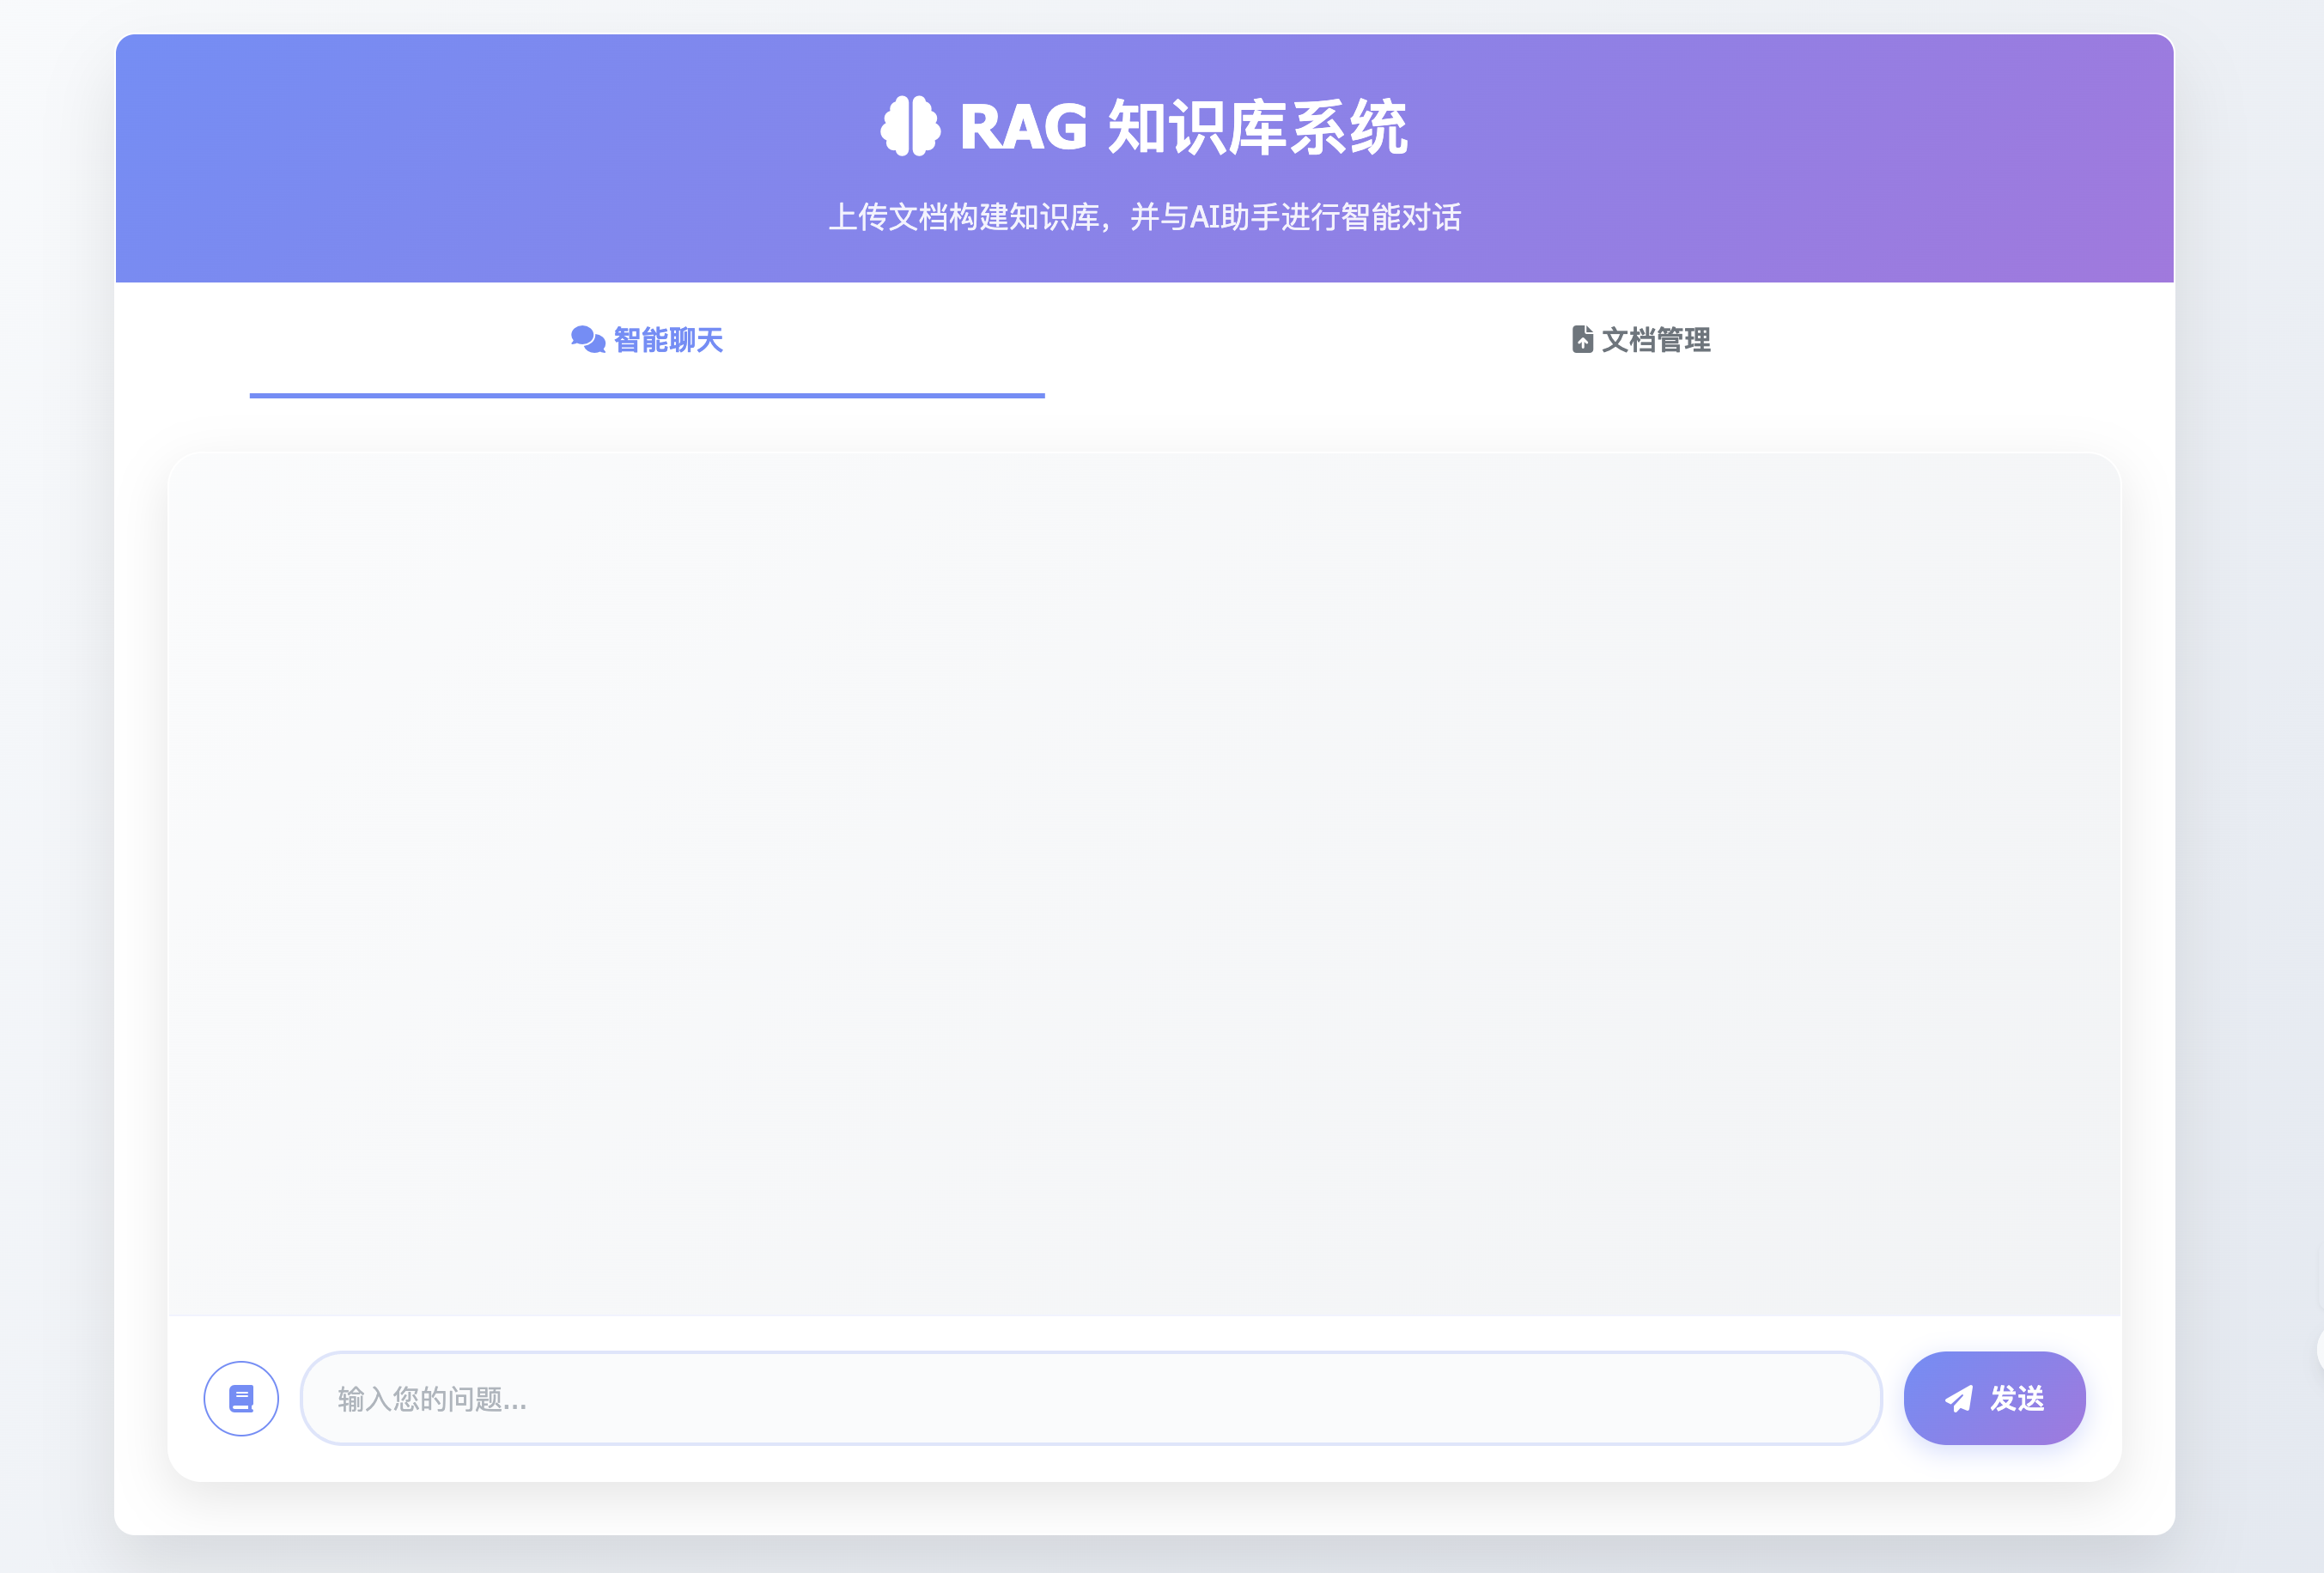 RAG 知识库系统
上传文档构建知识库，并与AI助手进行智能对话
智能聊天
文档管理
输入您的问题...
发送